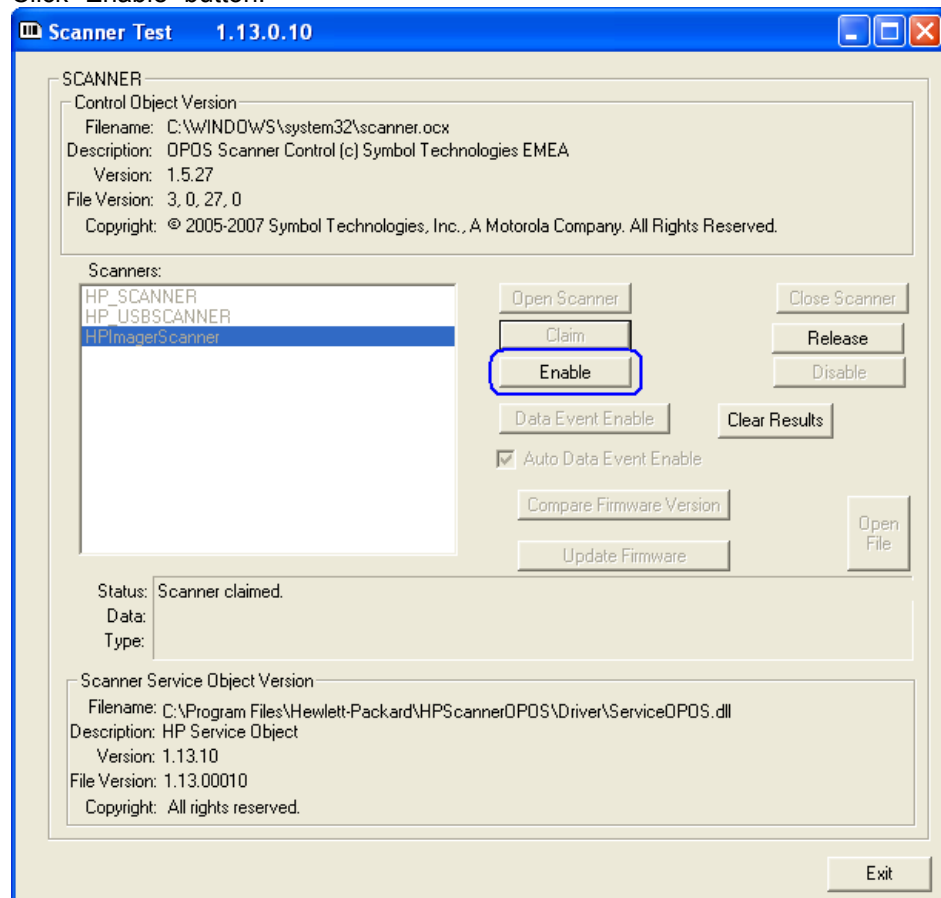 Click "Enable" button.
Scanner Test 1.13.0.10
SCANNER
Control Object Version
Filename: C:\WINDOWS\system32\scanner.ocx
Description: OPOS Scanner Control (c) Symbol Technologies EMEA
Version: 1.5.27
File Version: 3, 0, 27, 0
Copyright: © 2005-2007 Symbol Technologies, Inc., A Motorola Company. All Rights Reserved.
Scanners:
HP_SCANNER
HP_USBSCANNER
HPImagerScanner
Open Scanner
Close Scanner
Claim
Release
Enable
Disable
Data Event Enable
Clear Results
Auto Data Event Enable
Compare Firmware Version
Update Firmware
Open
File
Status: Scanner claimed.
Data:
Type:
Scanner Service Object Version
Filename: C:\Program Files\Hewlett-Packard\HPScannerOPOS\Driver\ServiceOPOS.dll
Description: HP Service Object
Version: 1.13.10
File Version: 1.13.00010
Copyright: All rights reserved.
Exit